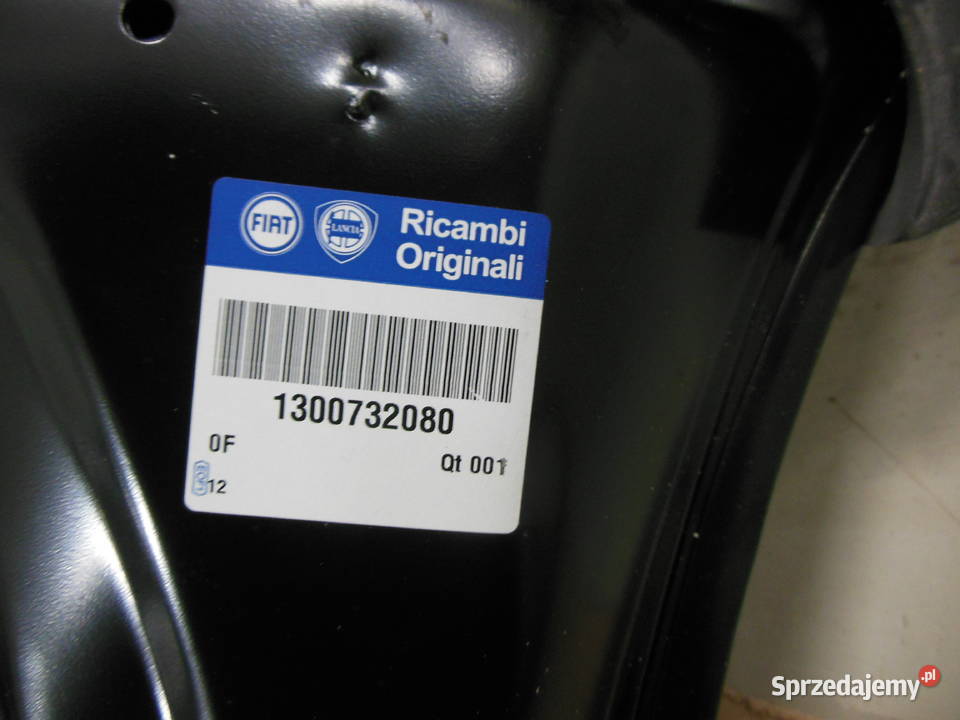 FIAT
LANCIA
Ricambi
Originali
1300732080
0F
Qt 001
12
Sprzedajemy.pl